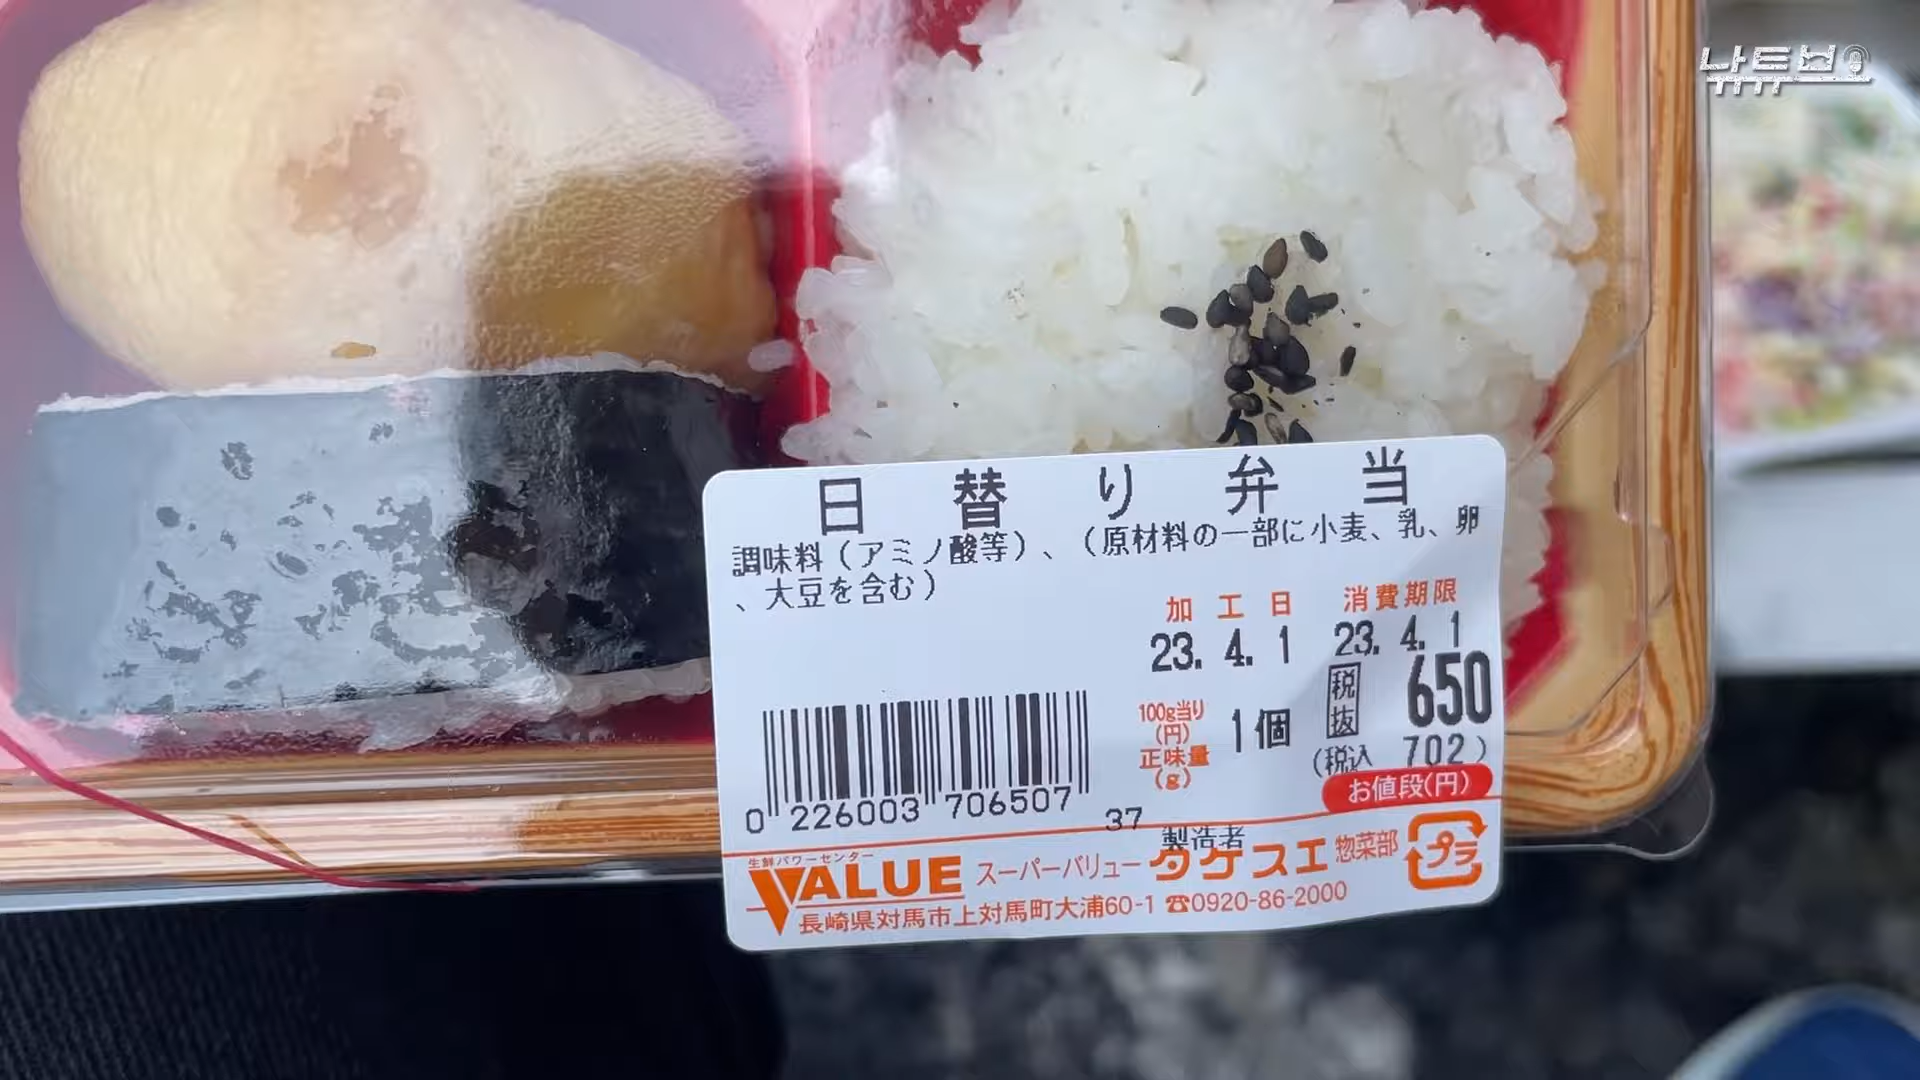 뉴튜브
日替り弁当
調味料（アミノ酸等）、（原材料の一部に小麦、乳、卵
、大豆を含む）
加工日 消費期限
23. 4. 1 23. 4. 1
100g当り
(円)
正味量
(g)
1個
税抜 650
(税込 702)
お値段(円)
0 226003 706507
37
製造者
生鮮パワーセンター
VALUE スーパーバリュー タケスエ 惣菜部
プラ
長崎県対馬市上対馬町大浦60-1 ☎0920-86-2000